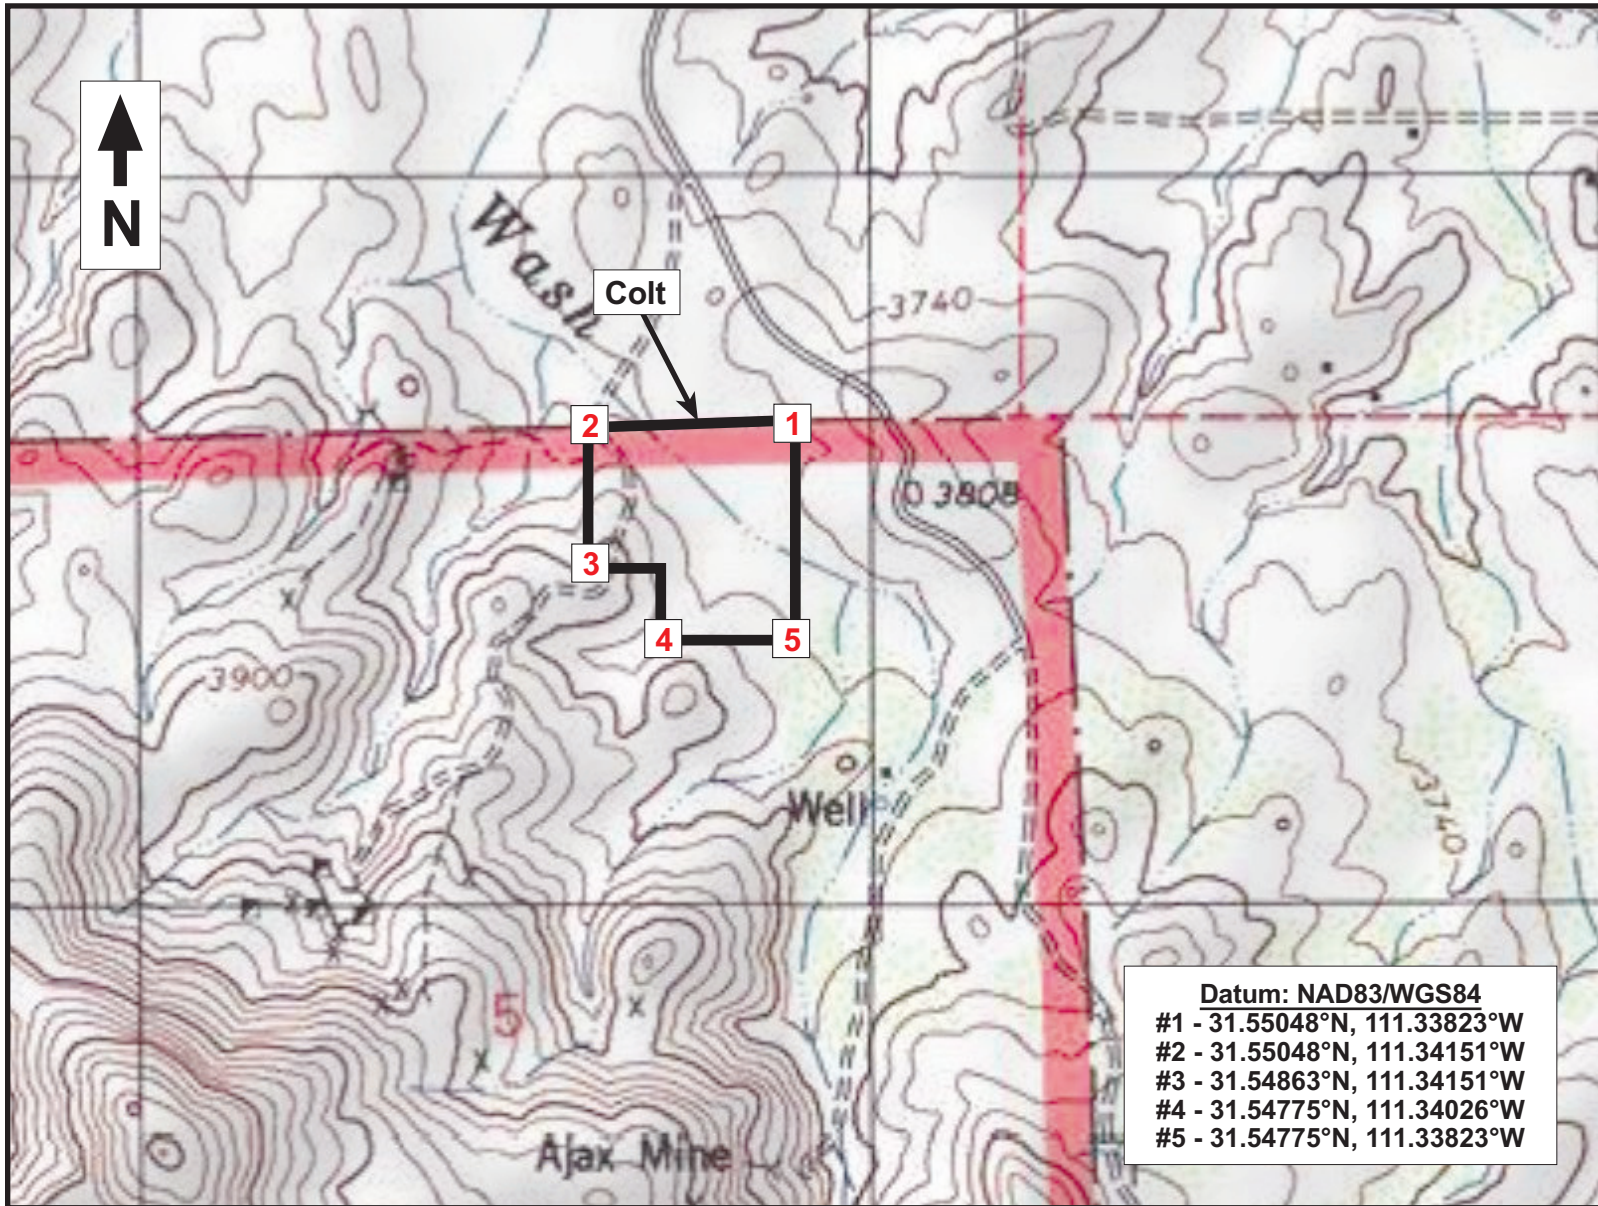 N
Wash
Colt
3740
2
1
3808
3
4
5
3900
Well
3740
5
Ajax Mine
Datum: NAD83/WGS84
#1 - 31.55048°N, 111.33823°W
#2 - 31.55048°N, 111.34151°W
#3 - 31.54863°N, 111.34151°W
#4 - 31.54775°N, 111.34026°W
#5 - 31.54775°N, 111.33823°W